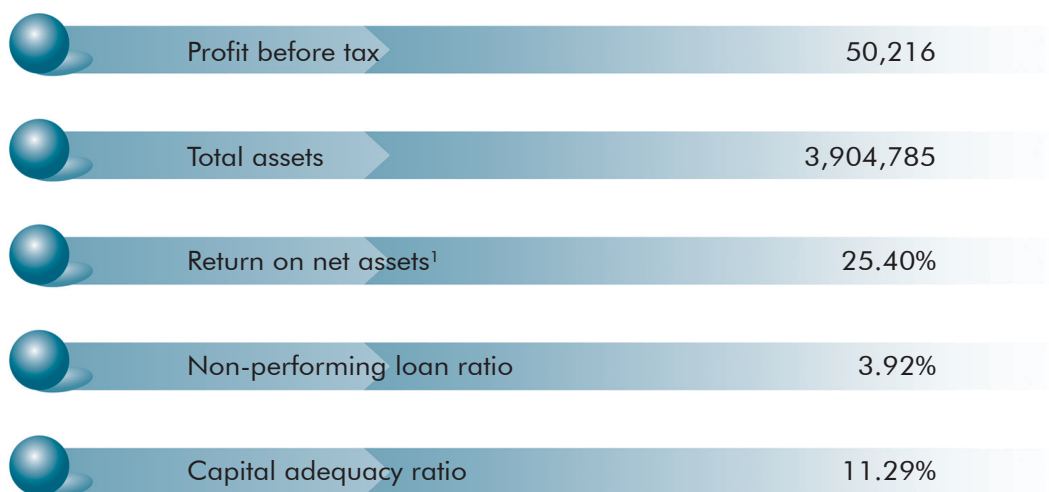 Profit before tax 50,216
Total assets 3,904,785
Return on net assets¹ 25.40%
Non-performing loan ratio 3.92%
Capital adequacy ratio 11.29%